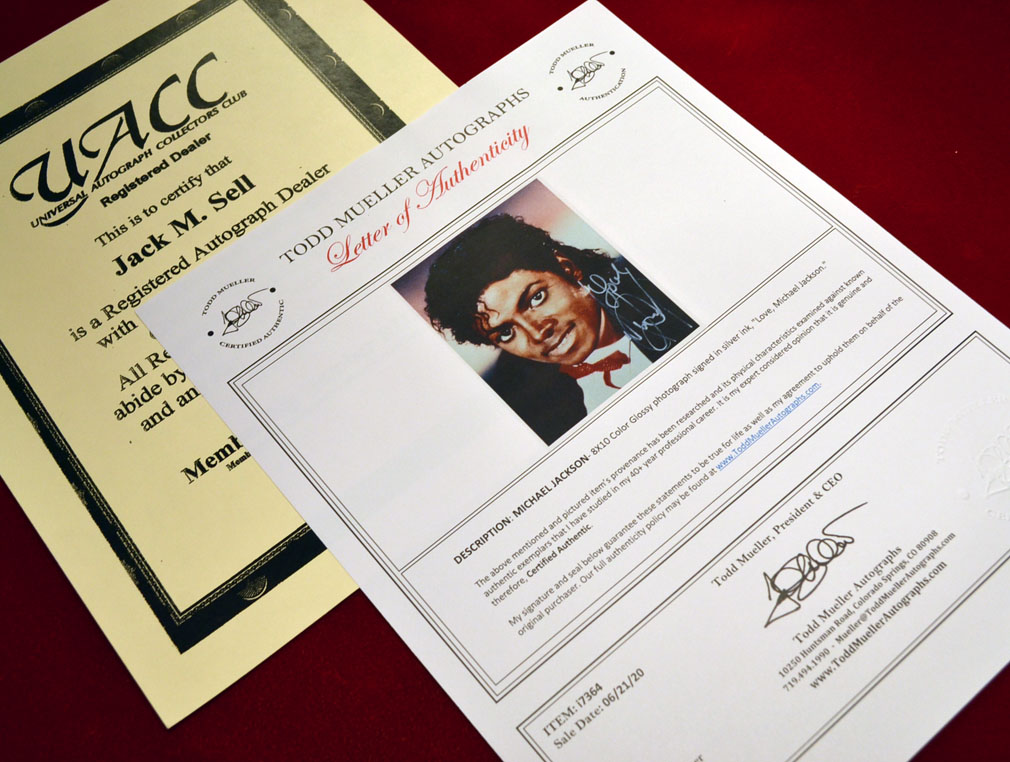 UACC
UNIVERSAL AUTOGRAPH COLLECTORS CLUB
Registered Dealer
This is to certify that
Jack M. Sell
is a Registered Autograph Dealer
with
All Re
abide by
and an
Memb
Memb
TODD MUELLER
AUTHENTICATION
TODD MUELLER AUTOGRAPHS
Letter of Authenticity
TODD MUELLER
CERTIFIED AUTHENTIC
DESCRIPTION: MICHAEL JACKSON- 8X10 Color Glossy photograph signed in silver ink, "Love, Michael Jackson."
The above mentioned and pictured item's provenance has been researched and its physical characteristics examined against known
authentic exemplars that I have studied in my 40+ year professional career. It is my expert considered opinion that it is genuine and
therefore, Certified Authentic.
My signature and seal below guarantee these statements to be true for life as well as my agreement to uphold them on behalf of the
original purchaser. Our full authenticity policy may be found at www.ToddMuellerAutographs.com.
Todd Mueller, President & CEO
Todd Mueller Autographs
10250 Huntsman Road, Colorado Springs, CO 80908
719.494.1990 - Mueller@ToddMuellerAutographs.com
www.ToddMuellerAutographs.com
ITEM: i7364
Sale Date: 06/21/20